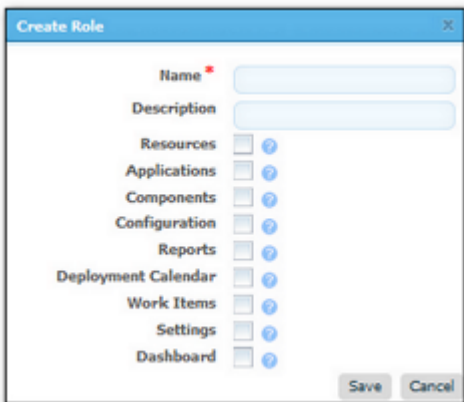 Create Role
Name *
Description
Resources
Applications
Components
Configuration
Reports
Deployment Calendar
Work Items
Settings
Dashboard
Save Cancel